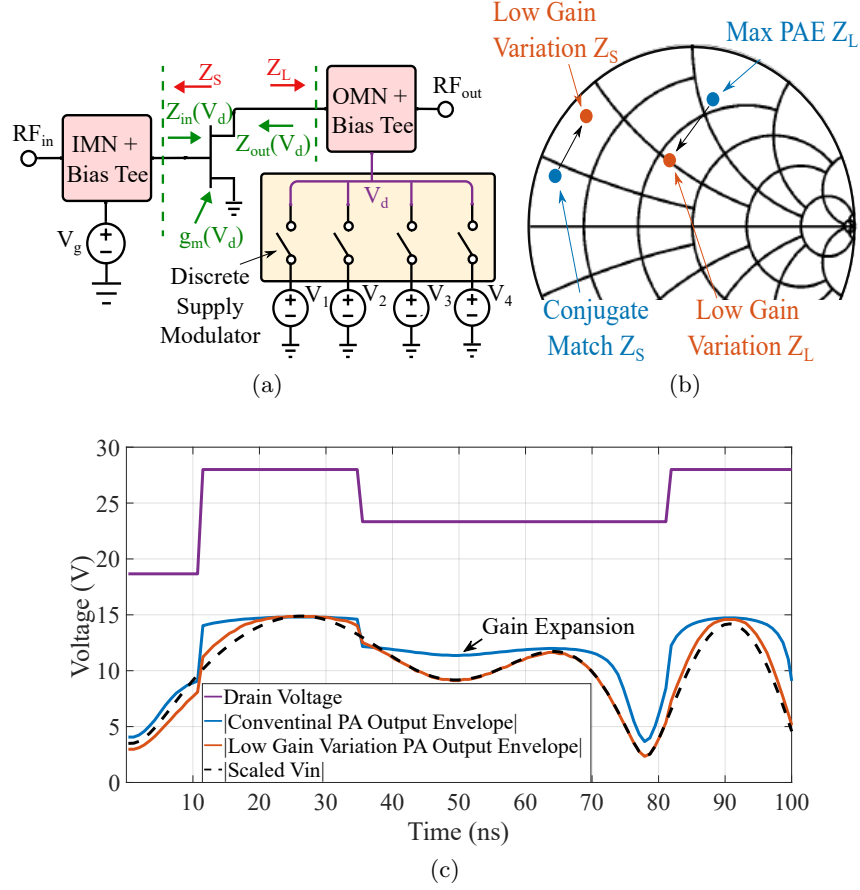 Z_S
Z_L
RF_in
IMN +
Bias Tee
Z_in(V_d)
Z_out(V_d)
OMN +
Bias Tee
RF_out
V_g
g_m(V_d)
V_d
Discrete
Supply
Modulator
V_1
V_2
V_3
V_4
(a)
Low Gain
Variation Z_S
Max PAE Z_L
Conjugate
Match Z_S
Low Gain
Variation Z_L
(b)
Voltage (V)
30
25
20
15
10
5
0
Gain Expansion
Drain Voltage
|Conventinal PA Output Envelope|
|Low Gain Variation PA Output Envelope|
|Scaled Vin|
10 20 30 40 50 60 70 80 90 100
Time (ns)
(c)